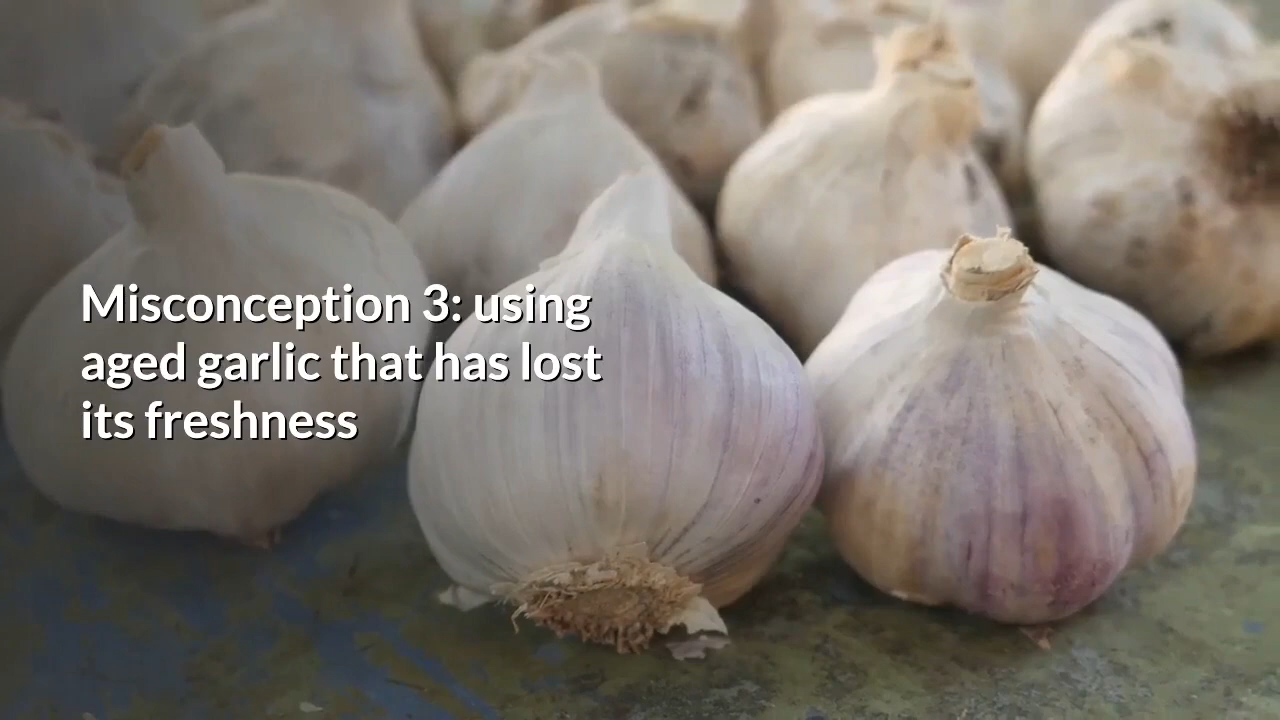 Misconception 3: using
aged garlic that has lost
its freshness